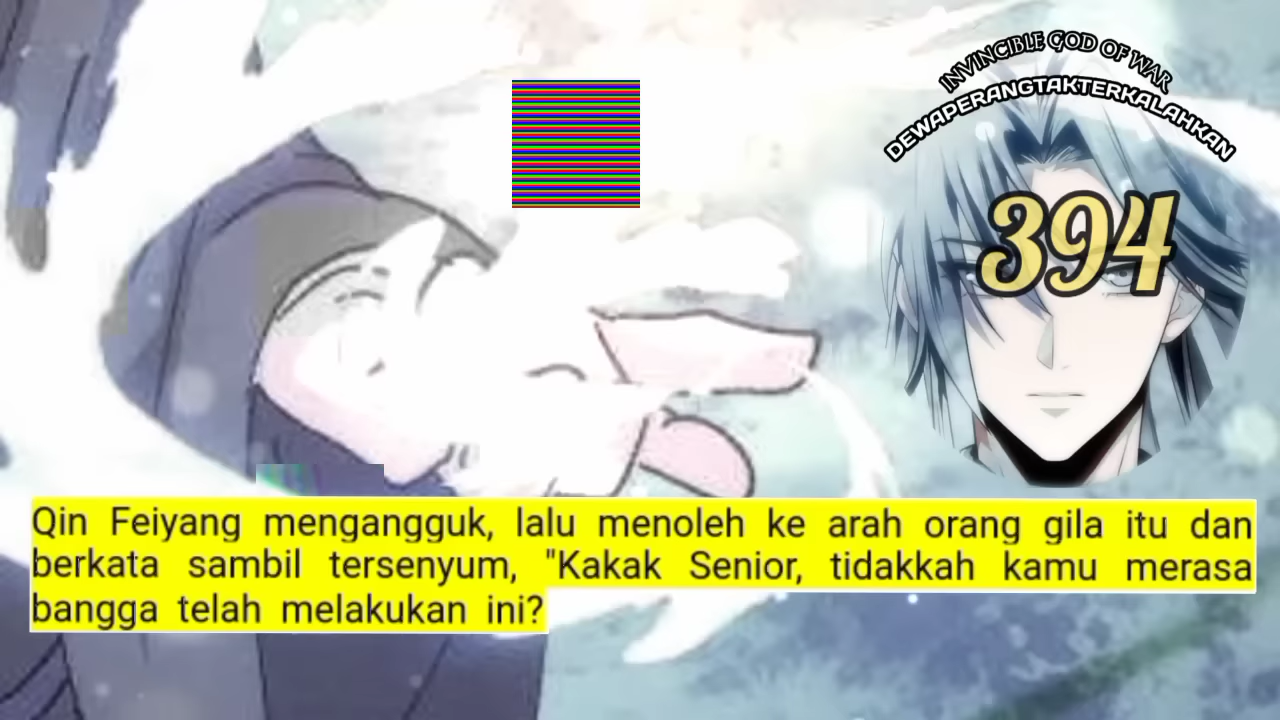 INVINCIBLE GOD OF WAR
DEWAPERANGTAKTERKALAHKAN
394
Qin Feiyang mengangguk, lalu menoleh ke arah orang gila itu dan
berkata sambil tersenyum, "Kakak Senior, tidakkah kamu merasa
bangga telah melakukan ini?